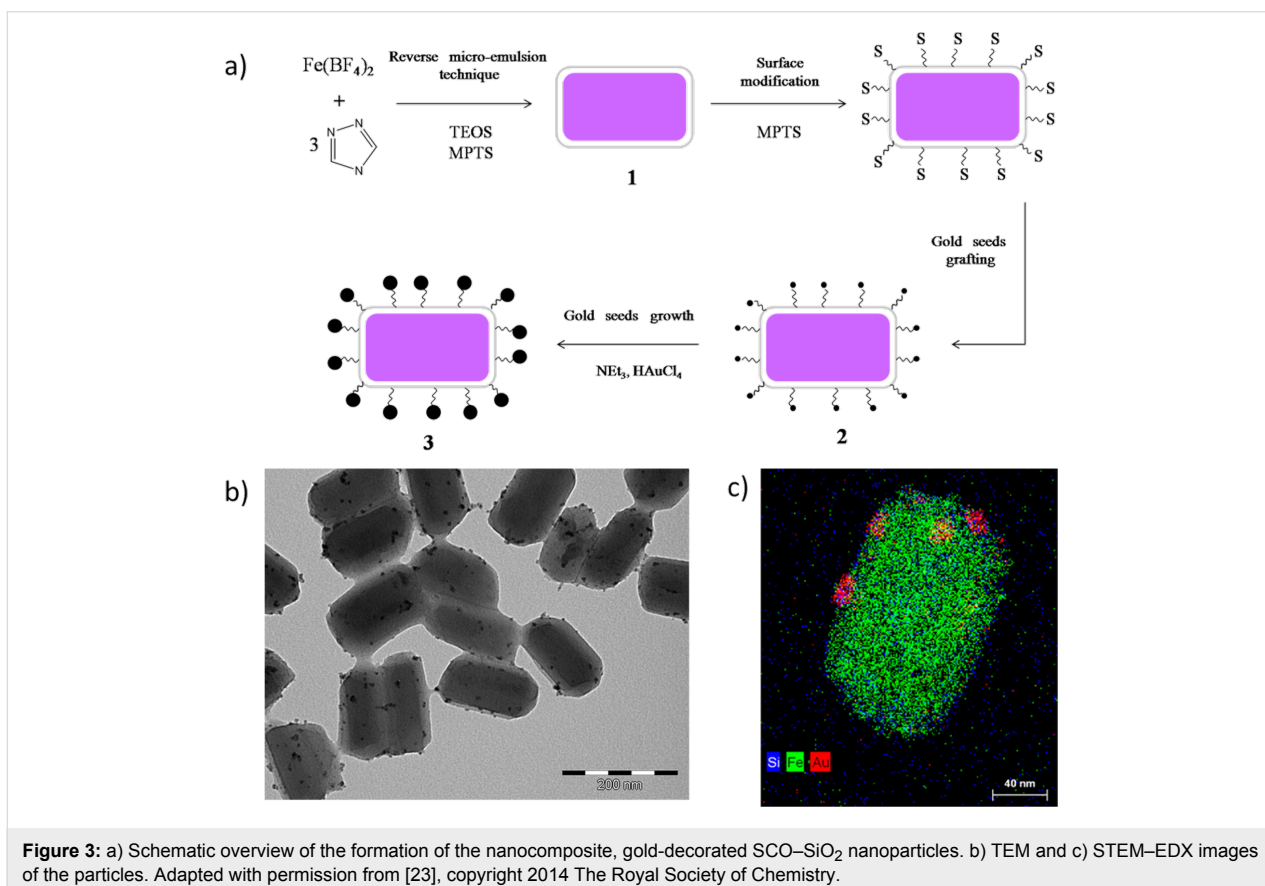 a)
Fe(BF4)2
+
3
N
N
N
Reverse micro-emulsion
technique
TEOS
MPTS
1
Surface
modification
MPTS
S S S S S
S S
S S
S S
S S S S S
Gold seeds
grafting
2
Gold seeds growth
NEt3, HAuCl4
3
b)
200 nm
c)
Si Fe Au
40 nm
Figure 3: a) Schematic overview of the formation of the nanocomposite, gold-decorated SCO–SiO2 nanoparticles. b) TEM and c) STEM–EDX images
of the particles. Adapted with permission from [23], copyright 2014 The Royal Society of Chemistry.